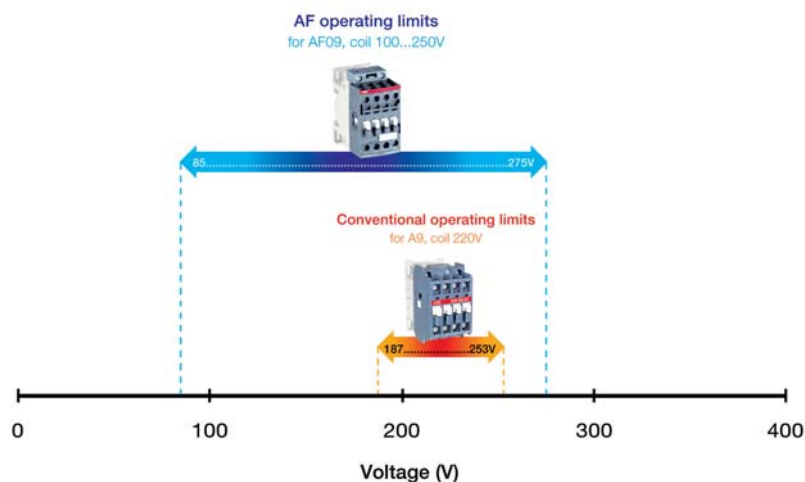 AF operating limits
for AF09, coil 100...250V
85.......................................................................275V
Conventional operating limits
for A9, coil 220V
187....................253V
0 100 200 300 400
Voltage (V)